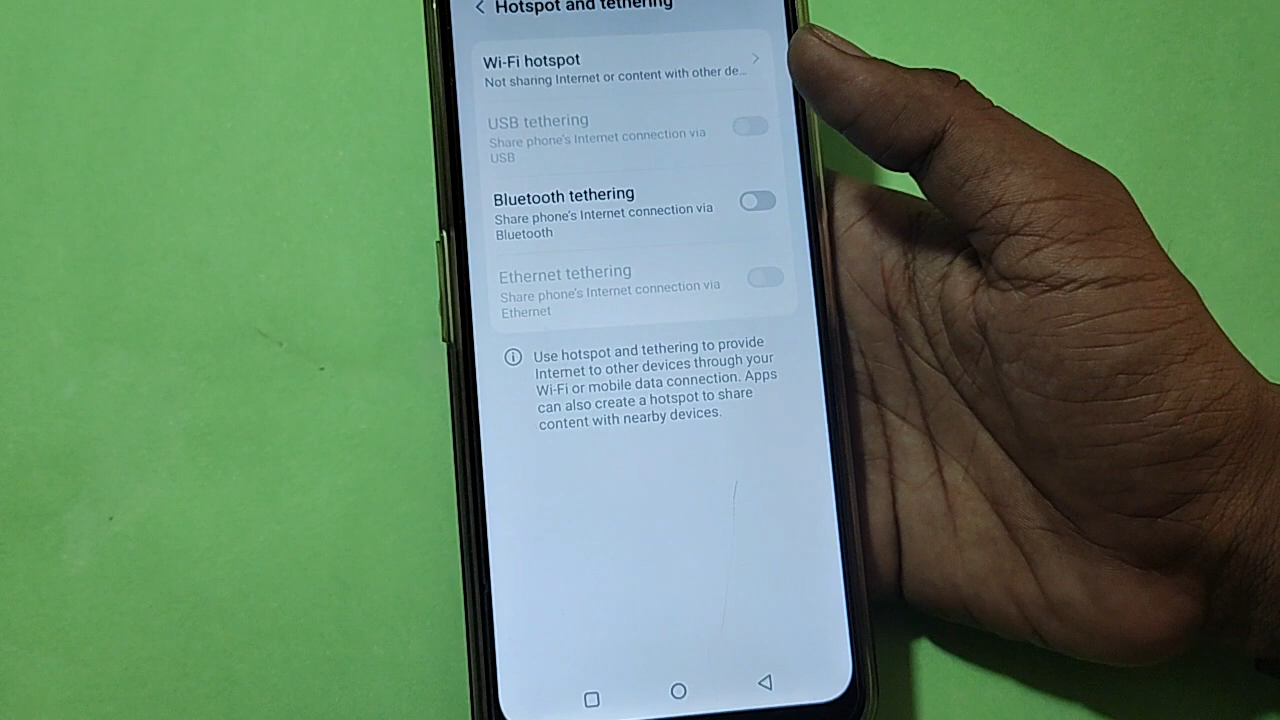 Hotspot and tethering
Wi-Fi hotspot
Not sharing Internet or content with other de...
USB tethering
Share phone's Internet connection via
USB
Bluetooth tethering
Share phone's Internet connection via
Bluetooth
Ethernet tethering
Share phone's Internet connection via
Ethernet
Use hotspot and tethering to provide
Internet to other devices through your
Wi-Fi or mobile data connection. Apps
can also create a hotspot to share
content with nearby devices.